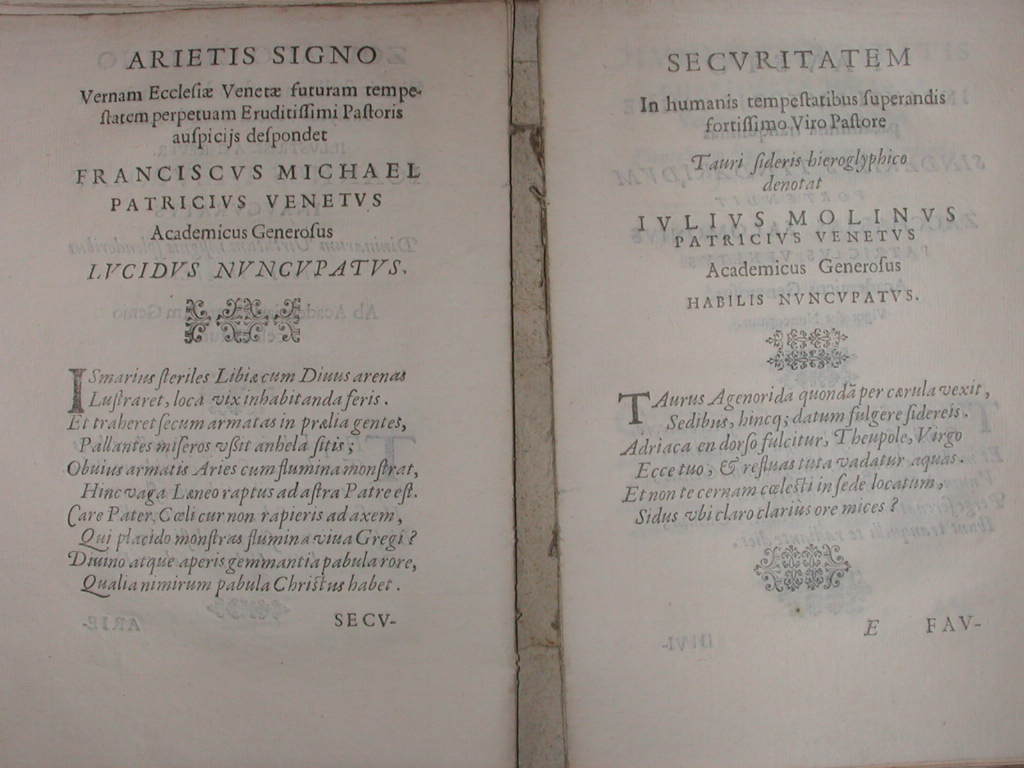 ARIETIS SIGNO
Vernam Ecclesiæ Venetæ futuram tempe-
statem perpetuam Eruditissimi Pastoris
auspicijs despondet
FRANCISCVS MICHAEL
PATRICIVS VENETVS
Academicus Generosus
LVCIDVS NVNCVPATVS.
ISmarius steriles Libiæ cum Diuus arenas
Lustraret, loca vix inhabitanda feris.
Et traheret secum armatas in prælia gentes,
Pallantes miseros vssit anhela sitis;
Obuius armatis Aries cum flumina monstrat,
Hinc vaga Laneo raptus ad astra Patre est.
Care Pater, Cœli cur non rapieris ad axem,
Qui placido monstras flumina viua Gregi?
Diuino atque aperis gemmantia pabula rore,
Qualia nimirum pabula Christus habet.
SECV-
SECVRITATEM
In humanis tempestatibus superandis
fortissimo Viro Pastore
Tauri sideris hieroglyphico
denotat
IVLIVS MOLINVS
PATRICIVS VENETVS
Academicus Generosus
HABILIS NVNCVPATVS.
TAurus Agenorida quondā per cærula vexit,
Sedibus, hincq; datum fulgere sidereis.
Adriaca en dorso fulcitur, Theupole, Virgo
Ecce tuo, & refluas tuta vadatur aquas.
Et non te cernam cœlesti in sede locatum,
Sidus vbi claro clarius ore mices?
E FAV-